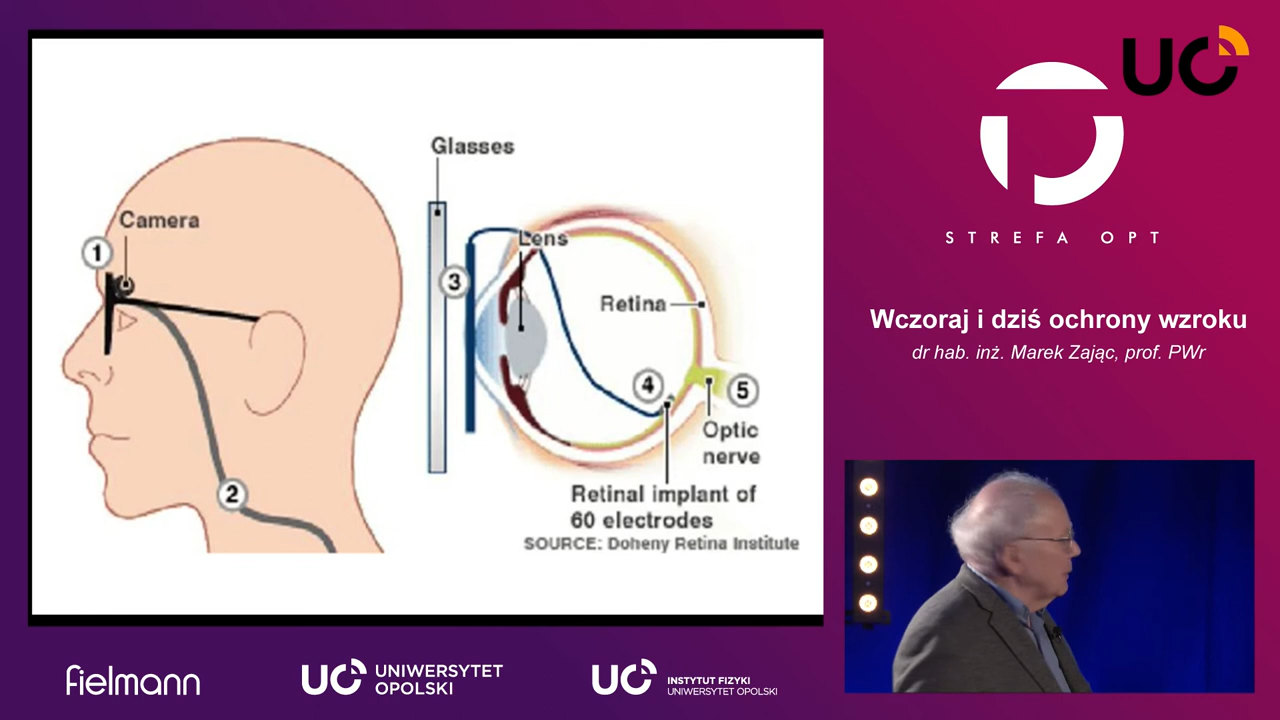 Glasses
Camera
1
Lens
3
Retina
4
5
Optic
nerve
2
Retinal implant of
60 electrodes
SOURCE: Doheny Retina Institute
UO
STREFA OPT
Wczoraj i dziś ochrony wzroku
dr hab. inż. Marek Zając, prof. PWr
fielmann
UO UNIWERSYTET
OPOLSKI
UO INSTYTUT FIZYKI
UNIWERSYTET OPOLSKI